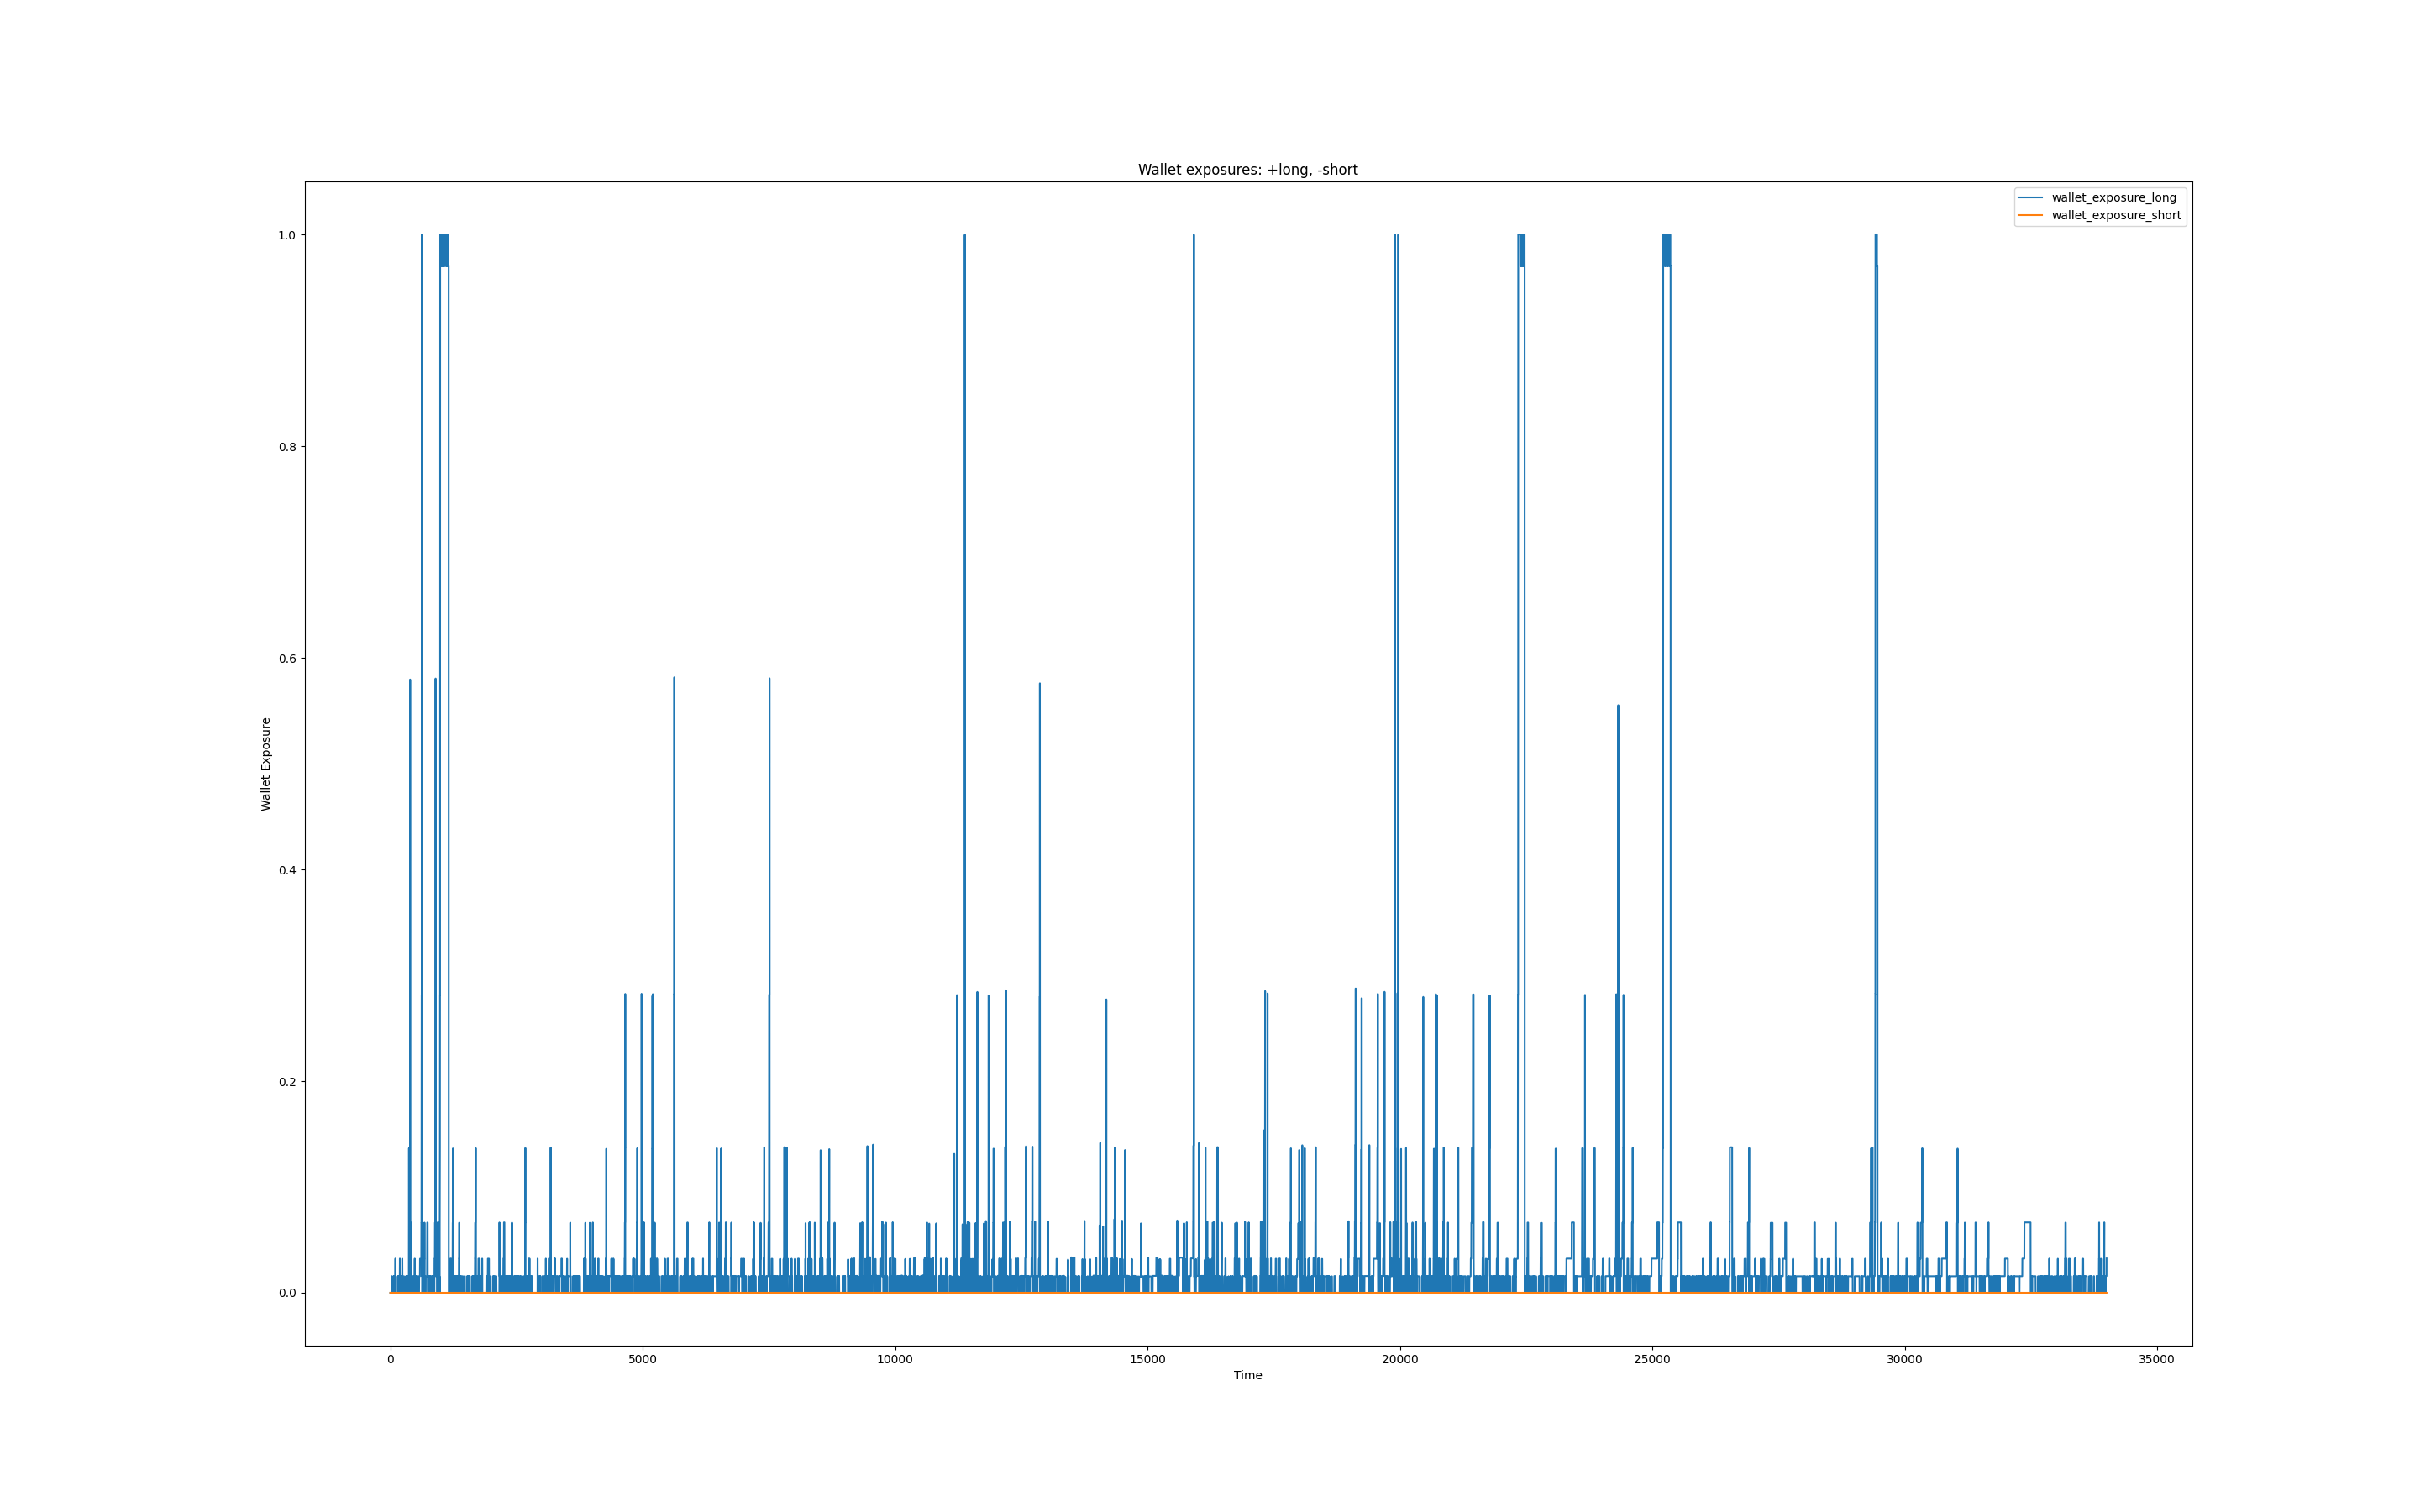 Wallet exposures: +long, -short
wallet_exposure_long
wallet_exposure_short
1.0
0.8
0.6
0.4
0.2
0.0
Wallet Exposure
0 5000 10000 15000 20000 25000 30000 35000
Time